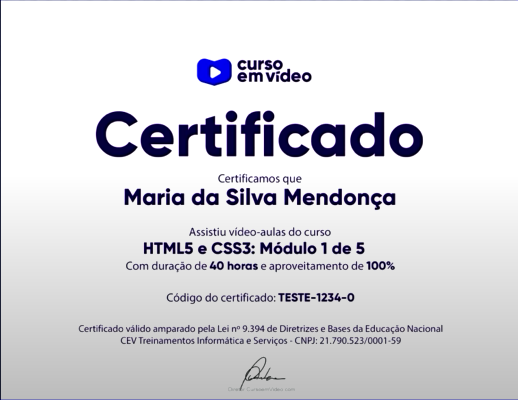 curso
em vídeo
Certificado
Certificamos que
Maria da Silva Mendonça
Assistiu vídeo-aulas do curso
HTML5 e CSS3: Módulo 1 de 5
Com duração de 40 horas e aproveitamento de 100%
Código do certificado: TESTE-1234-0
Certificado válido amparado pela Lei nº 9.394 de Diretrizes e Bases da Educação Nacional
CEV Treinamentos Informática e Serviços - CNPJ: 21.790.523/0001-59